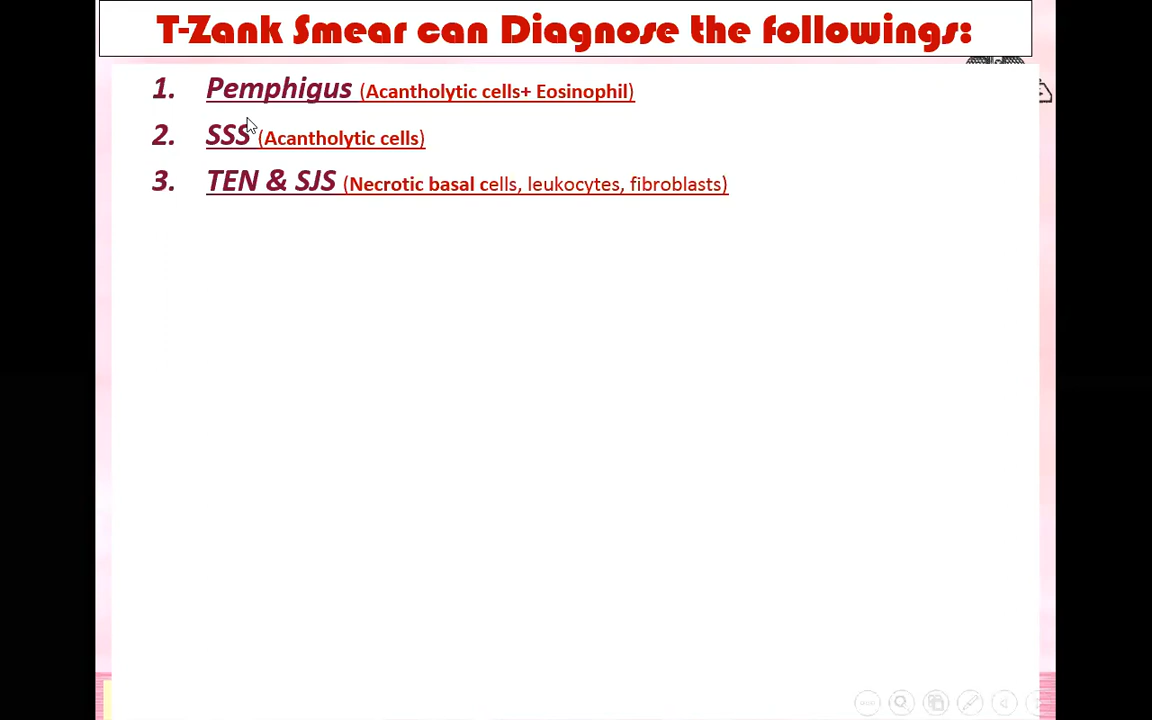 T-Zank Smear can Diagnose the followings:
1. Pemphigus (Acantholytic cells+ Eosinophil)
2. SSS (Acantholytic cells)
3. TEN & SJS (Necrotic basal cells, leukocytes, fibroblasts)